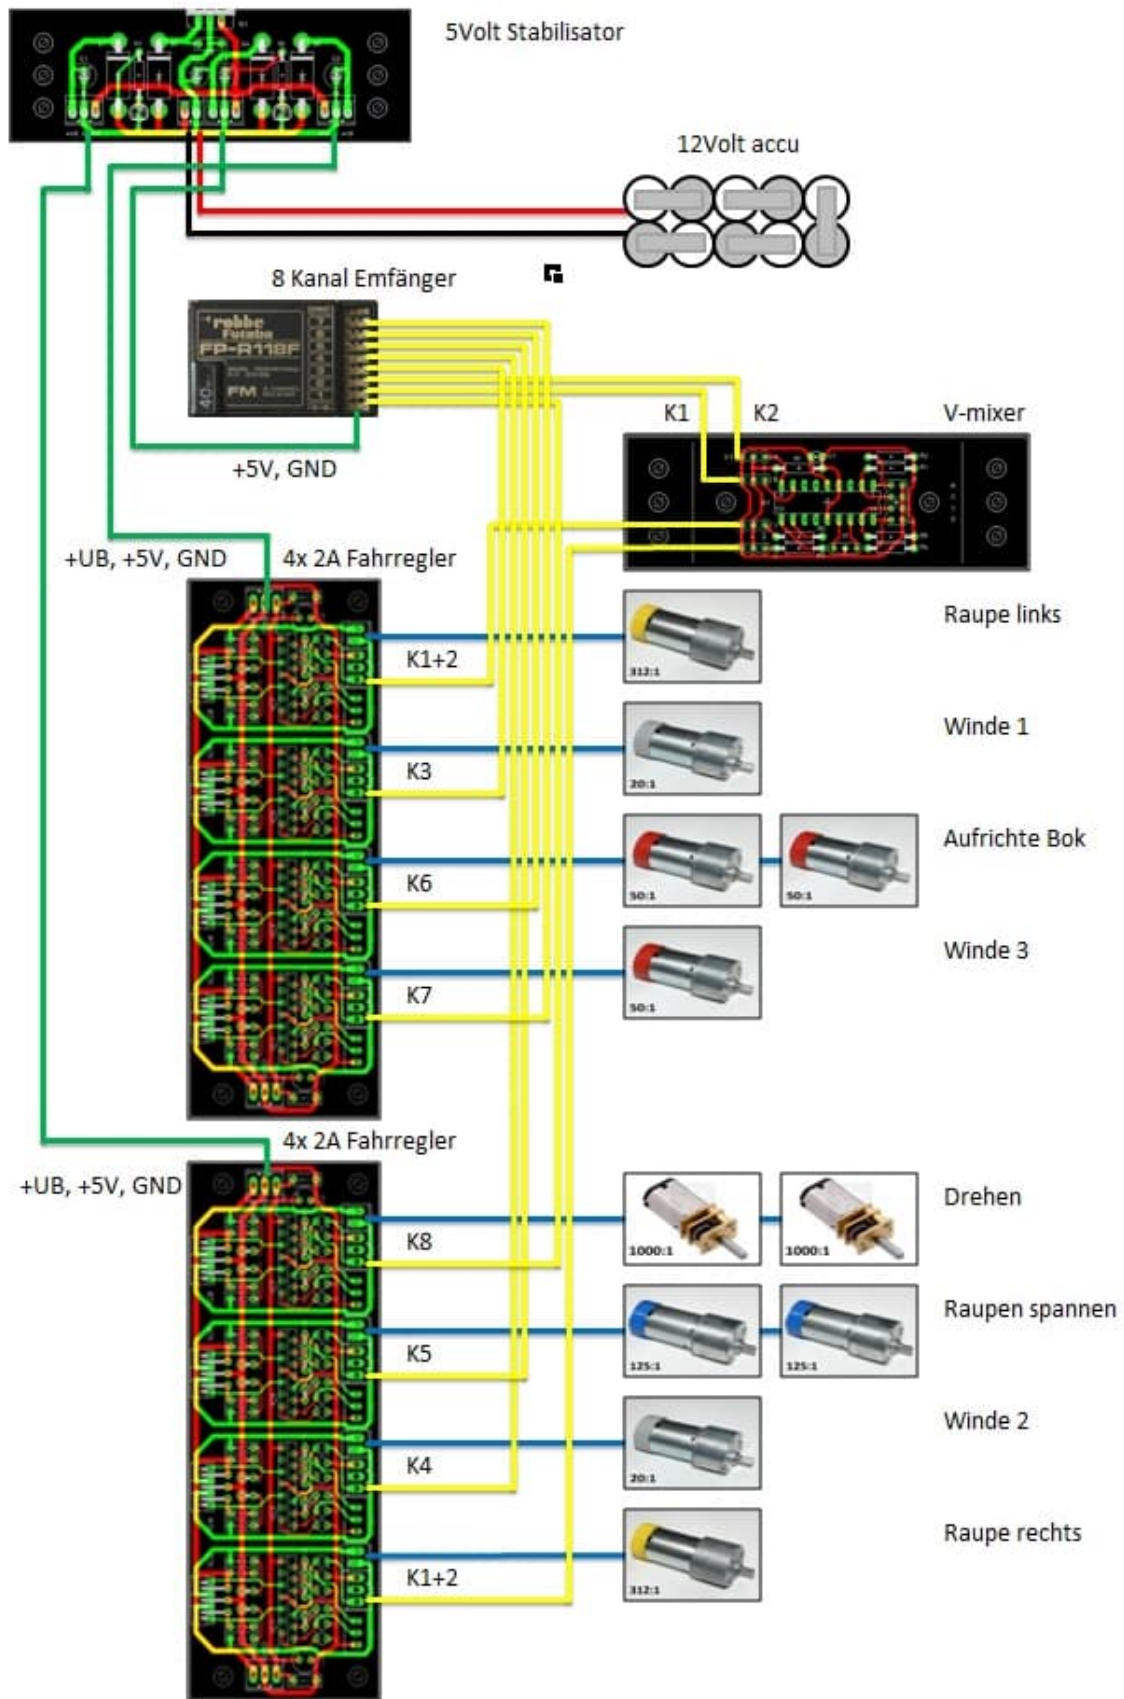 5Volt Stabilisator
12Volt accu
8 Kanal Emfänger
robbe
Futaba
FP-R118F
FM
40
K1
K2
V-mixer
+5V, GND
+UB, +5V, GND
4x 2A Fahrregler
Raupe links
K1+2
312:1
Winde 1
K3
20:1
Aufrichte Bok
K6
50:1
50:1
Winde 3
K7
50:1
4x 2A Fahrregler
+UB, +5V, GND
Drehen
K8
1000:1
1000:1
Raupen spannen
K5
125:1
125:1
Winde 2
K4
20:1
Raupe rechts
K1+2
312:1